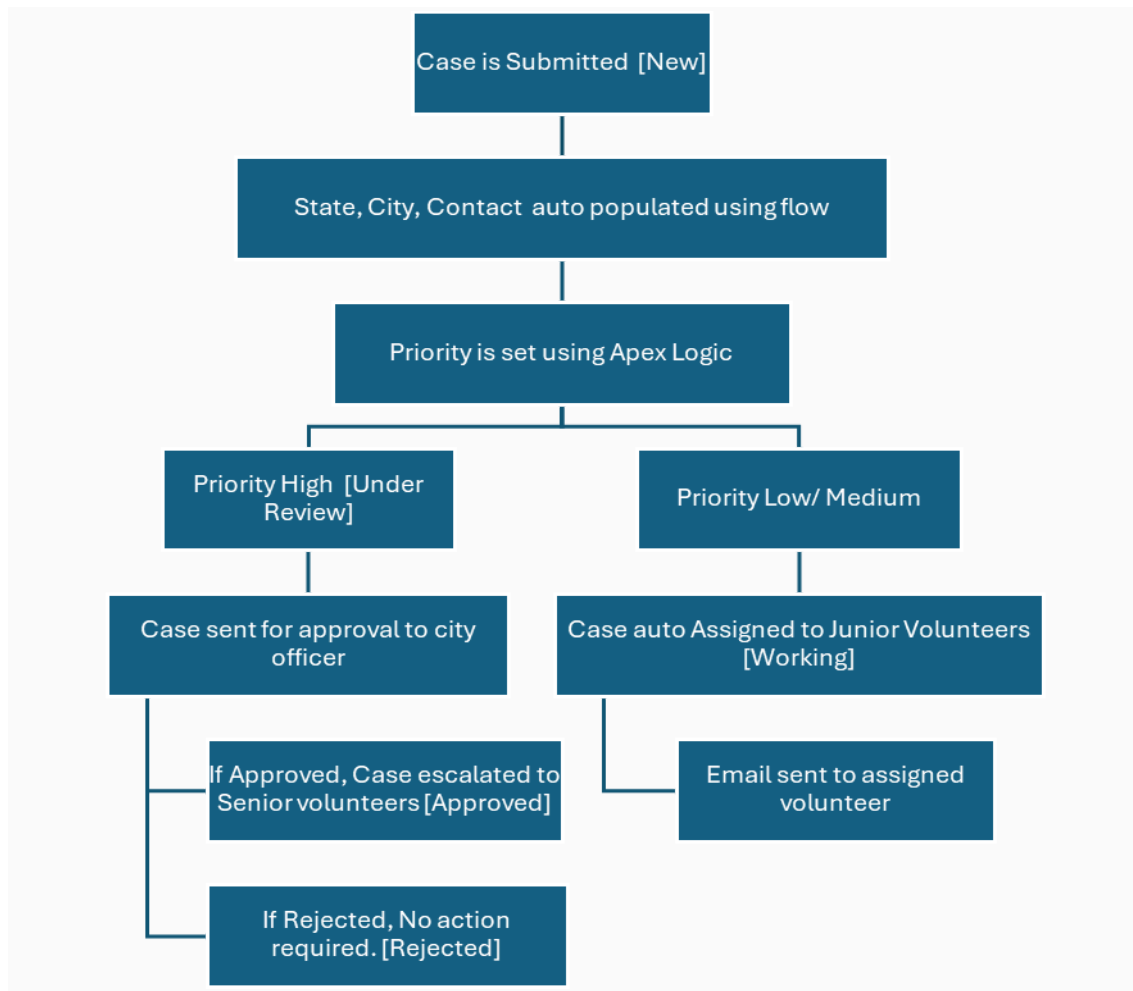 Case is Submitted [New]
State, City, Contact auto populated using flow
Priority is set using Apex Logic
Priority High [Under
Review]
Priority Low/ Medium
Case sent for approval to city
officer
Case auto Assigned to Junior Volunteers
[Working]
If Approved, Case escalated to
Senior volunteers [Approved]
Email sent to assigned
volunteer
If Rejected, No action
required. [Rejected]